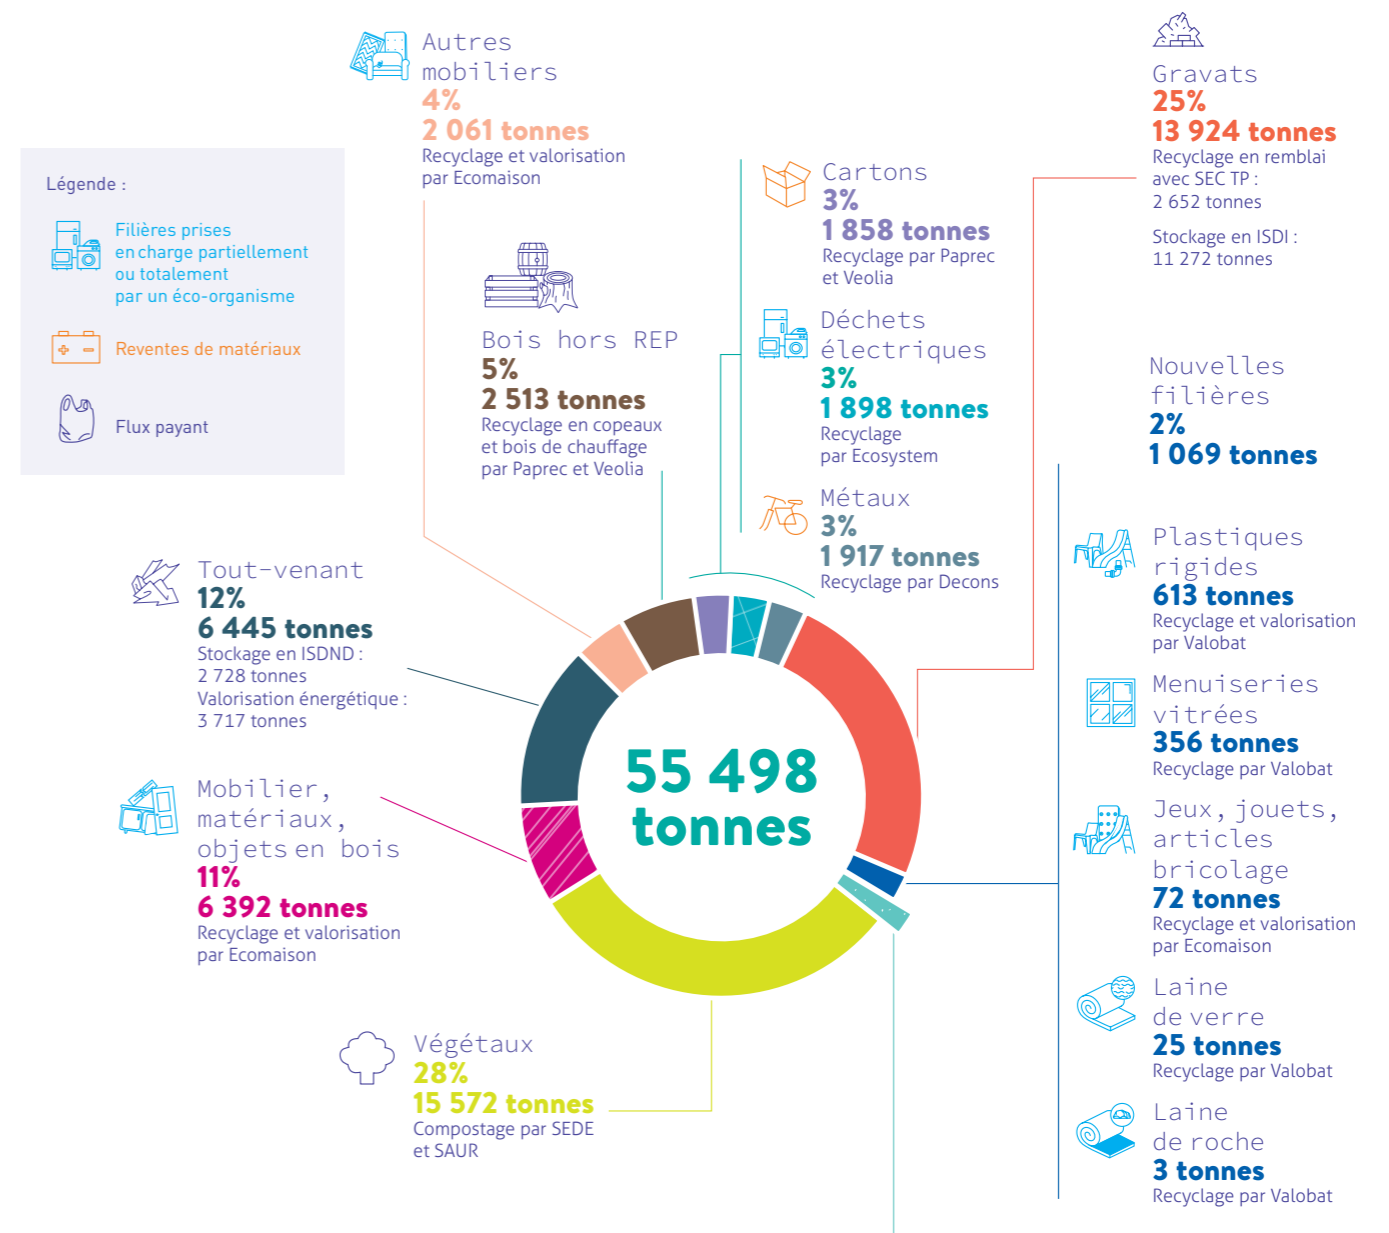 Légende :
Filières prises
en charge partiellement
ou totalement
par un éco-organisme
Reventes de matériaux
Flux payant
Autres
mobiliers
4%
2 061 tonnes
Recyclage et valorisation
par Ecomaison
Bois hors REP
5%
2 513 tonnes
Recyclage en copeaux
et bois de chauffage
par Paprec et Veolia
Cartons
3%
1 858 tonnes
Recyclage par Paprec
et Veolia
Déchets
électriques
3%
1 898 tonnes
Recyclage
par Ecosystem
Métaux
3%
1 917 tonnes
Recyclage par Decons
Gravats
25%
13 924 tonnes
Recyclage en remblai
avec SEC TP :
2 652 tonnes
Stockage en ISDI :
11 272 tonnes
Nouvelles
filières
2%
1 069 tonnes
Plastiques
rigides
613 tonnes
Recyclage et valorisation
par Valobat
Menuiseries
vitrées
356 tonnes
Recyclage par Valobat
Jeux, jouets,
articles
bricolage
72 tonnes
Recyclage et valorisation
par Ecomaison
Laine
de verre
25 tonnes
Recyclage par Valobat
Laine
de roche
3 tonnes
Recyclage par Valobat
Tout-venant
12%
6 445 tonnes
Stockage en ISDND :
2 728 tonnes
Valorisation énergétique :
3 717 tonnes
Mobilier,
matériaux,
objets en bois
11%
6 392 tonnes
Recyclage et valorisation
par Ecomaison
Végétaux
28%
15 572 tonnes
Compostage par SEDE
et SAUR
55 498
tonnes